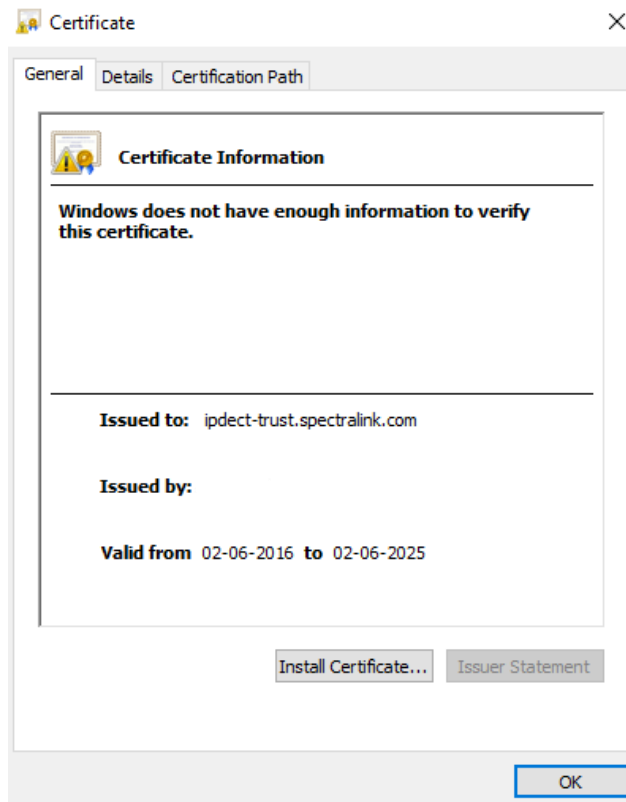 Certificate
General Details Certification Path
Certificate Information
Windows does not have enough information to verify
this certificate.
Issued to: ipdect-trust.spectralink.com
Issued by:
Valid from 02-06-2016 to 02-06-2025
Install Certificate... Issuer Statement
OK